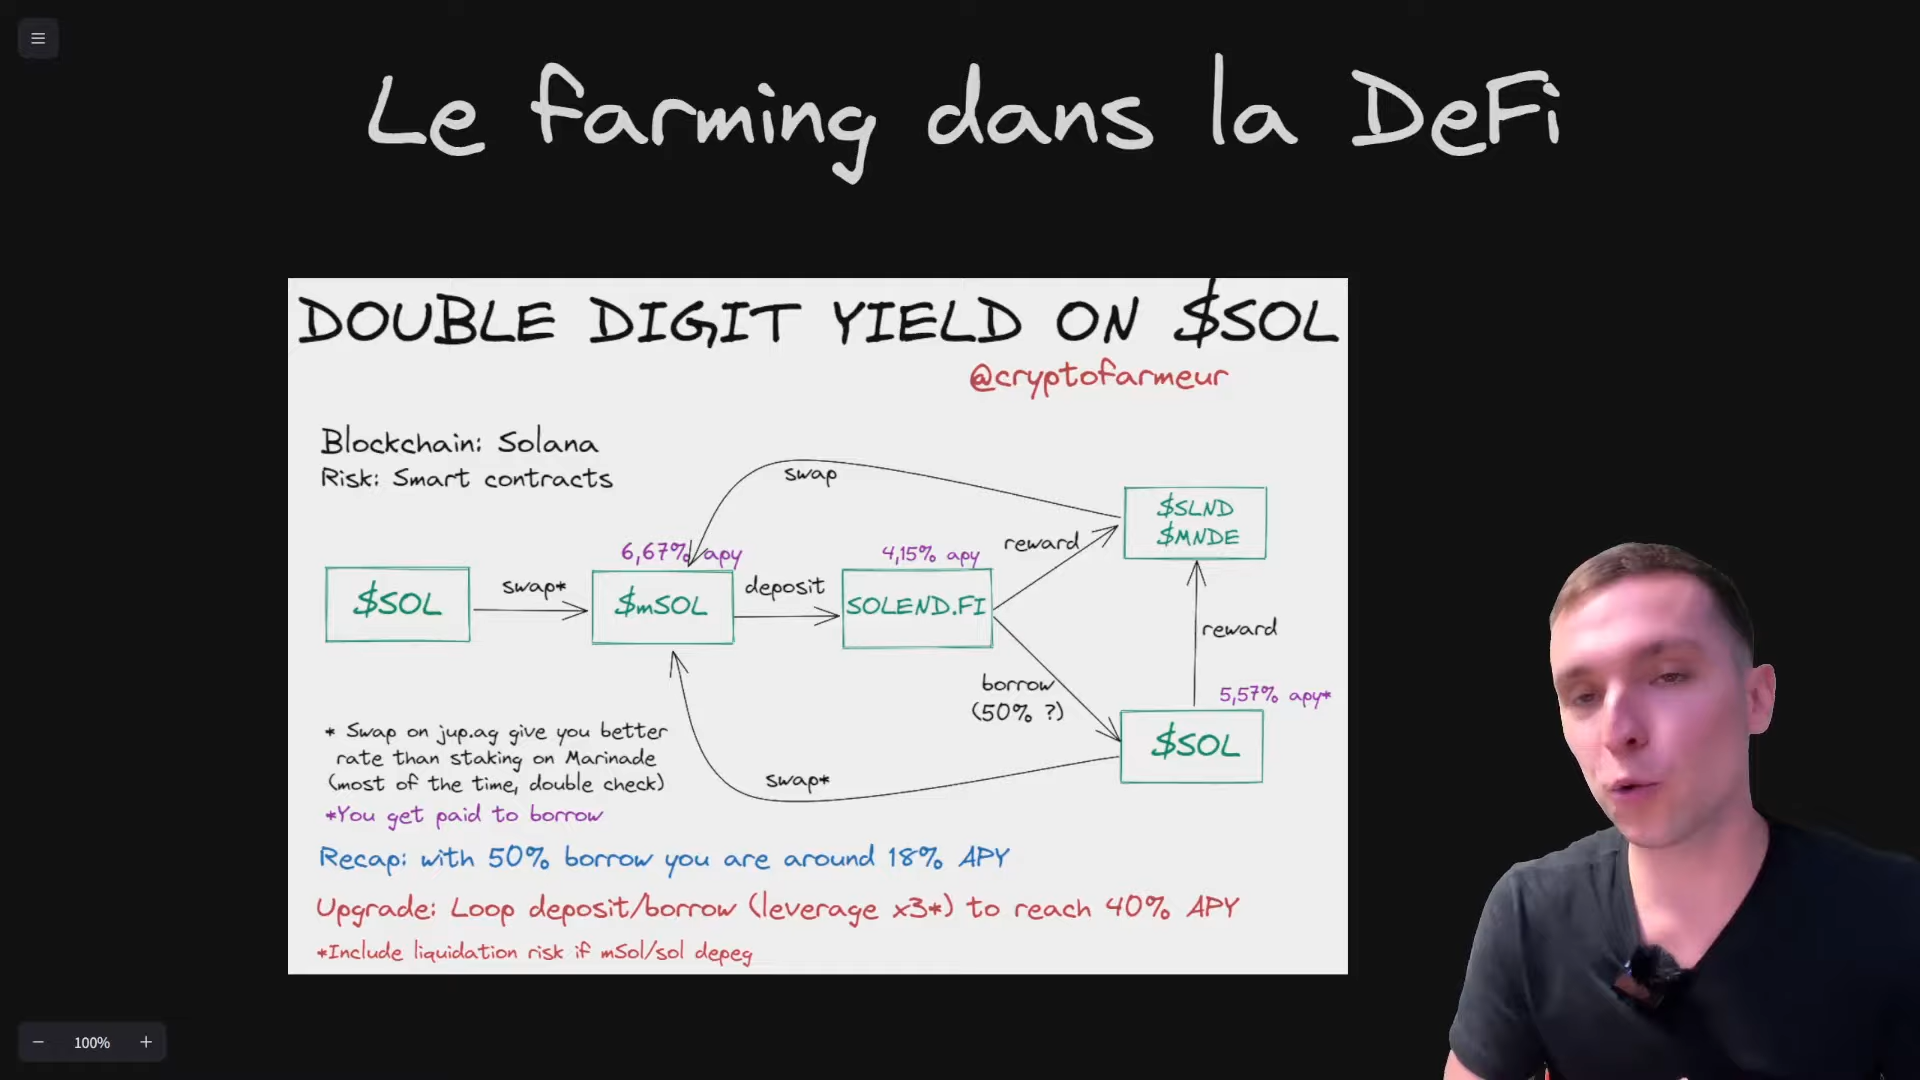 Le farming dans la DeFi
DOUBLE DIGIT YIELD ON $SOL
@cryptofarmeur
Blockchain: Solana
Risk: Smart contracts
swap
$SLND
$MNDE
reward
6,67% apy
4,15% apy
$SOL
swap*
$mSOL
deposit
SOLEND.FI
reward
borrow
(50% ?)
5,57% apy*
$SOL
swap*
* Swap on jup.ag give you better
rate than staking on Marinade
(most of the time, double check)
*You get paid to borrow
Recap: with 50% borrow you are around 18% APY
Upgrade: Loop deposit/borrow (leverage x3*) to reach 40% APY
*Include liquidation risk if mSol/sol depeg
100%